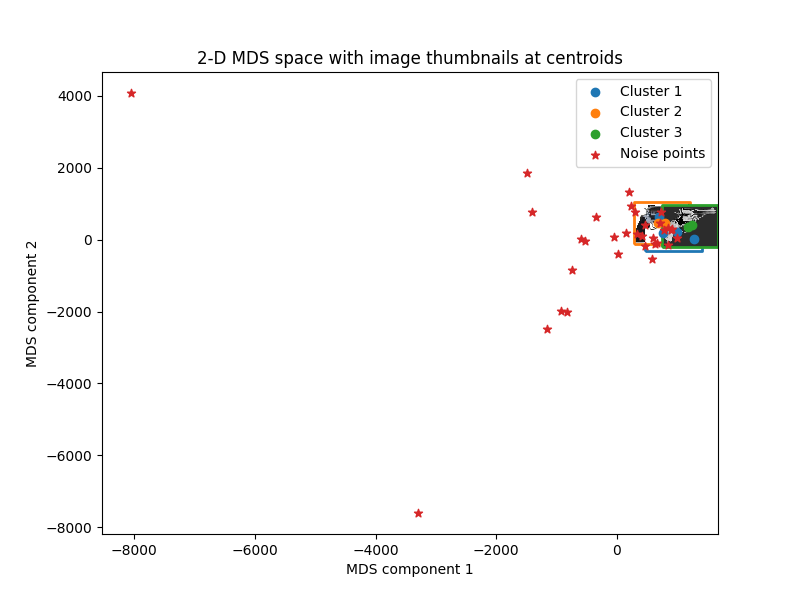 2-D MDS space with image thumbnails at centroids
Cluster 1
Cluster 2
Cluster 3
Noise points
4000
2000
0
−2000
−4000
−6000
−8000
MDS component 2
−8000 −6000 −4000 −2000 0
MDS component 1